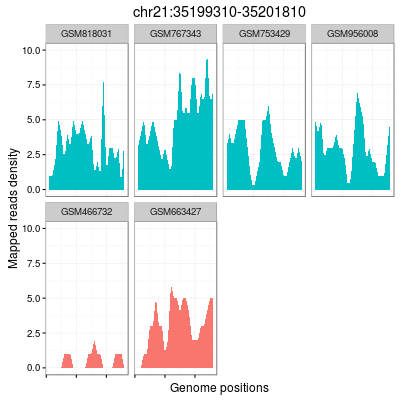 chr21:35199310-35201810
GSM818031 GSM767343 GSM753429 GSM956008
10.0
7.5
5.0
2.5
0.0
Mapped reads density
GSM466732 GSM663427
10.0
7.5
5.0
2.5
0.0
Genome positions